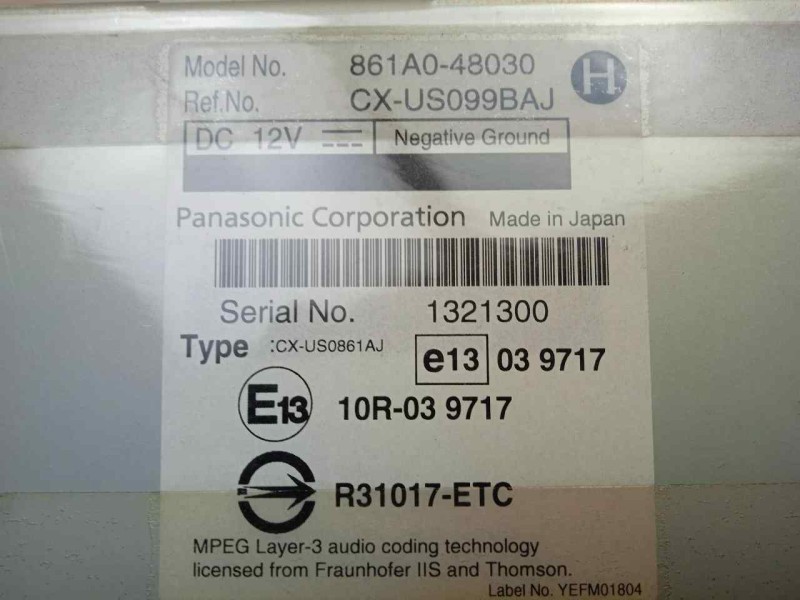 Model No. 861A0-48030 H
Ref.No. CX-US099BAJ
DC 12V Negative Ground
Panasonic Corporation Made in Japan
Serial No. 1321300
Type :CX-US0861AJ e13 03 9717
E13 10R-03 9717
R31017-ETC
MPEG Layer-3 audio coding technology
licensed from Fraunhofer IIS and Thomson.
Label No. YEFM01804